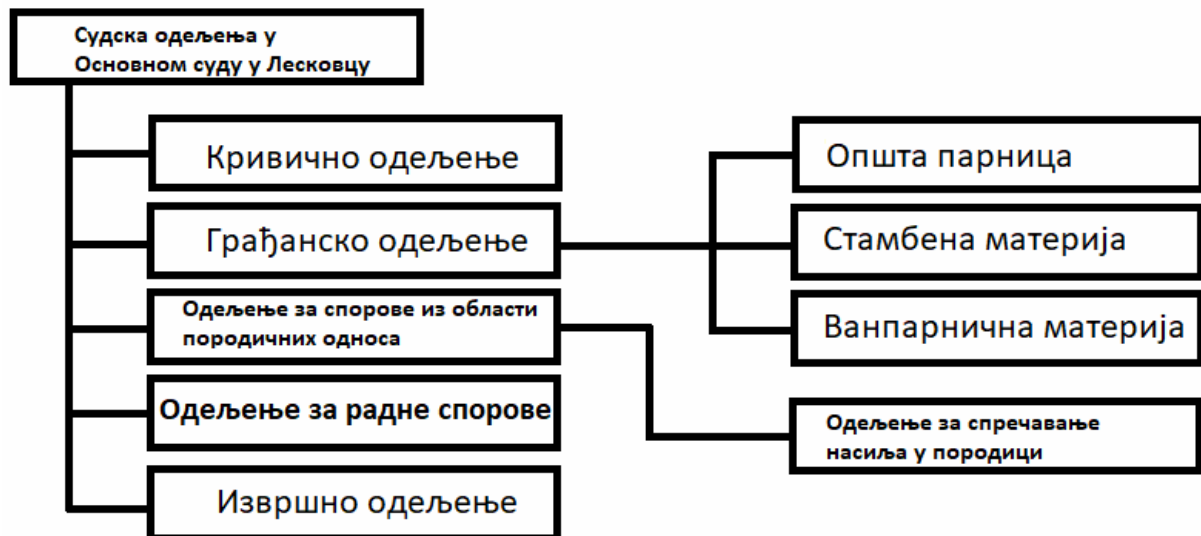 Судска одељења у
Основном суду у Лесковцу
Кривично одељење
Грађанско одељење
Одељење за спорове из области
породичних односа
Одељење за радне спорове
Извршно одељење
Општа парница
Стамбена материја
Ванпарнична материја
Одељење за спречавање
насиља у породици